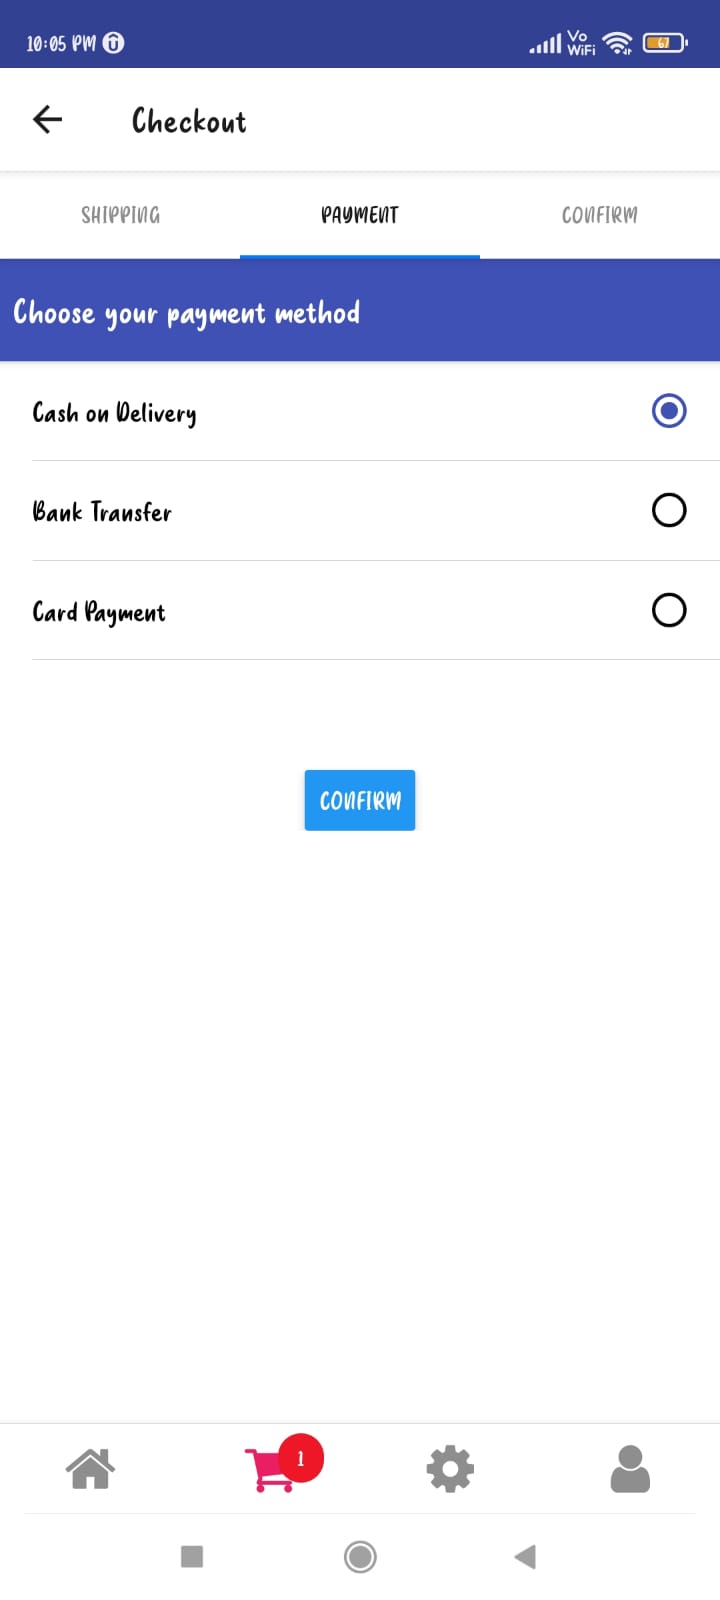 10:05 PM
Vo
WiFi
67
Checkout
SHIPPING
PAYMENT
CONFIRM
Choose your payment method
Cash on Delivery
Bank Transfer
Card Payment
CONFIRM
1